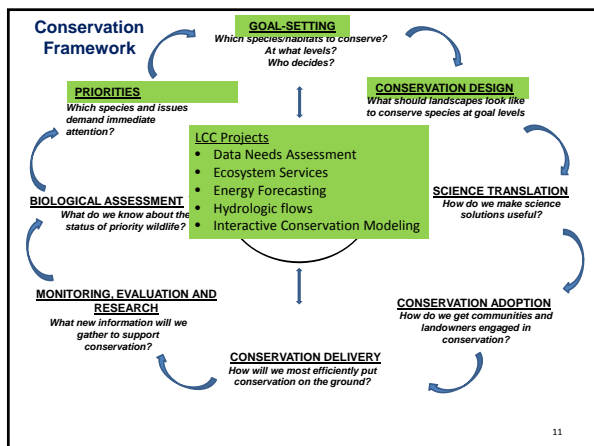 Conservation
Framework
GOAL-SETTING
Which species/habitats to conserve?
At what levels?
Who decides?
CONSERVATION DESIGN
What should landscapes look like
to conserve species at goal levels
SCIENCE TRANSLATION
How do we make science
solutions useful?
CONSERVATION ADOPTION
How do we get communities and
landowners engaged in
conservation?
CONSERVATION DELIVERY
How will we most efficiently put
conservation on the ground?
MONITORING, EVALUATION AND
RESEARCH
What new information will we
gather to support
conservation?
BIOLOGICAL ASSESSMENT
What do we know about the
status of priority wildlife?
PRIORITIES
Which species and issues
demand immediate
attention?
LCC Projects
• Data Needs Assessment
• Ecosystem Services
• Energy Forecasting
• Hydrologic flows
• Interactive Conservation Modeling
11